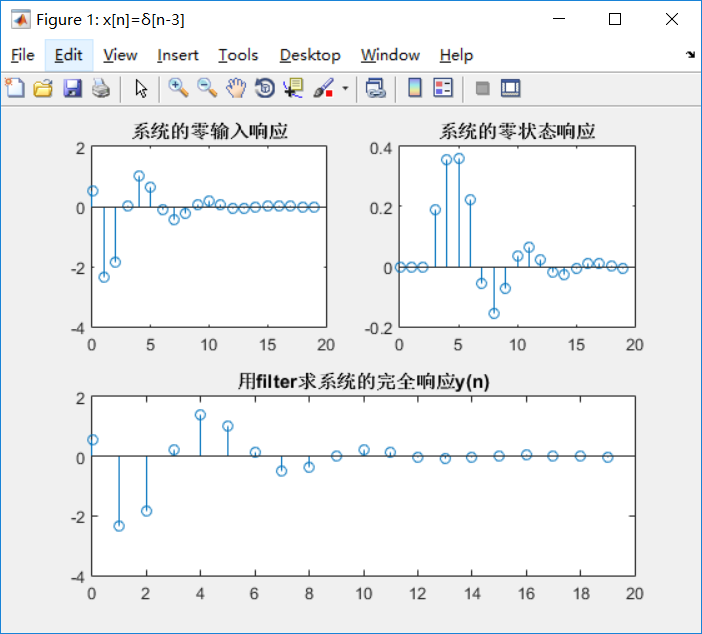 Figure 1: x[n]=δ[n-3]
File Edit View Insert Tools Desktop Window Help
系统的零输入响应
2
0
-2
-4
0 5 10 15 20
系统的零状态响应
0.4
0.2
0
-0.2
0 5 10 15 20
用filter求系统的完全响应y(n)
2
0
-2
-4
0 2 4 6 8 10 12 14 16 18 20